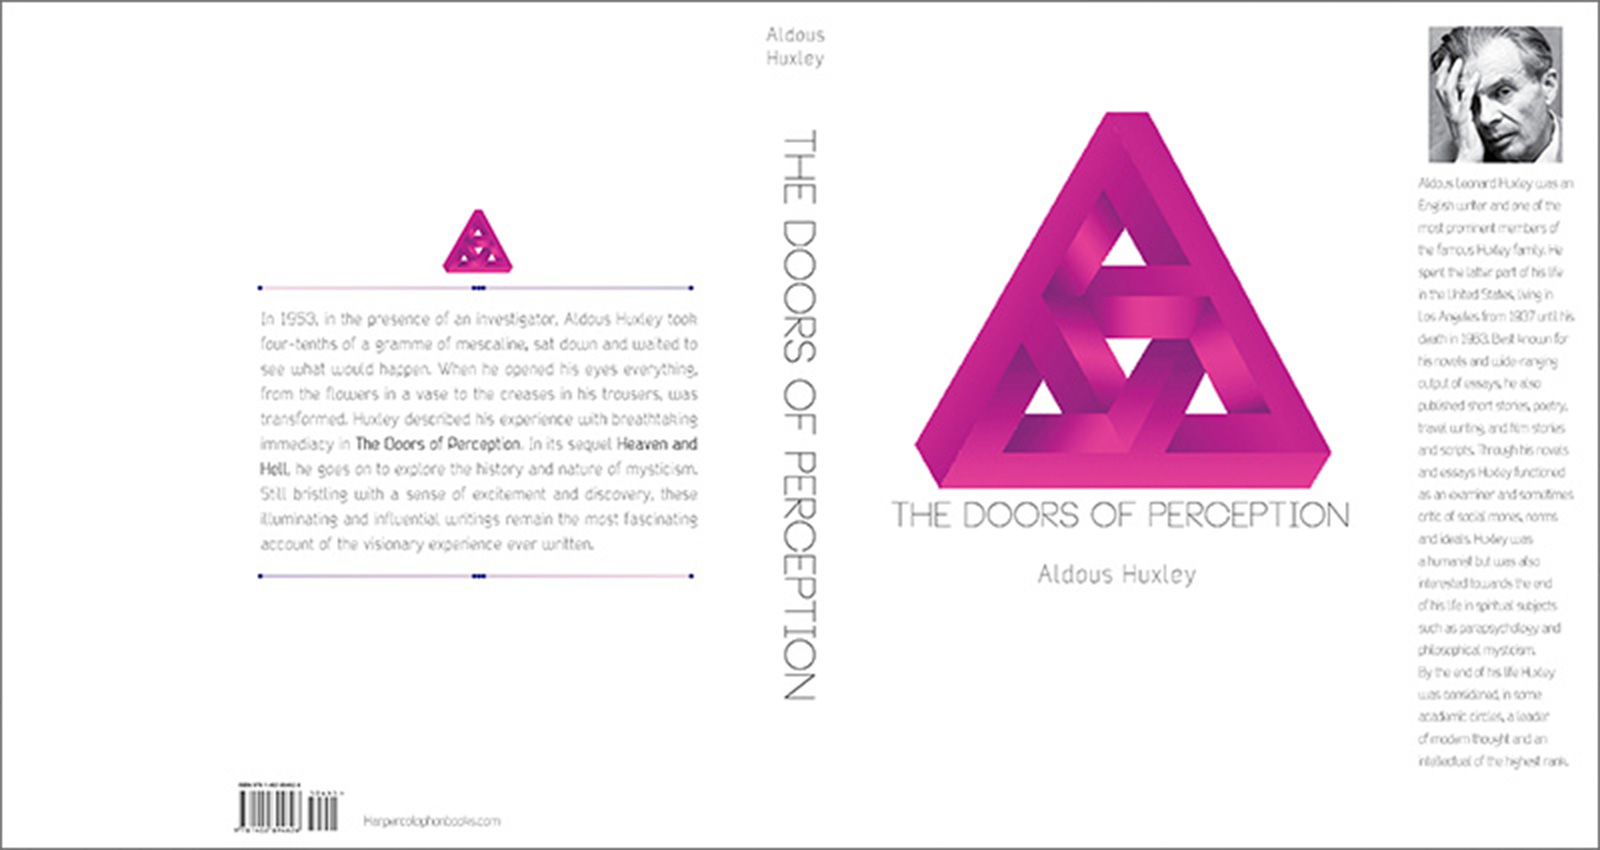 In 1953, in the presence of an investigator, Aldous Huxley took
four-tenths of a gramme of mescaline, sat down and waited to
see what would happen. When he opened his eyes everything,
from the flowers in a vase to the creases in his trousers, was
transformed. Huxley described his experience with breathtaking
immediacy in The Doors of Perception. In its sequel Heaven and
Hell, he goes on to explore the history and nature of mysticism.
Still bristling with a sense of excitement and discovery, these
illuminating and influential writings remain the most fascinating
account of the visionary experience ever written.
Harpercolophonbooks.com
Aldous
Huxley
THE DOORS OF PERCEPTION
THE DOORS OF PERCEPTION
Aldous Huxley
Aldous Leonard Huxley was an
English writer and one of the
most prominent members of
the famous Huxley family. He
spent the latter part of his life
in the United States, living in
Los Angeles from 1937 until his
death in 1963. Best known for
his novels and wide-ranging
output of essays, he also
published short stories, poetry,
travel writing, and film stories
and scripts. Through his novels
and essays Huxley functioned
as an examiner and sometimes
critic of social mores, norms
and ideals. Huxley was
a humanist but was also
interested towards the end
of his life in spiritual subjects
such as parapsychology and
philosophical mysticism.
By the end of his life Huxley
was considered, in some
academic circles, a leader
of modern thought and an
intellectual of the highest rank.